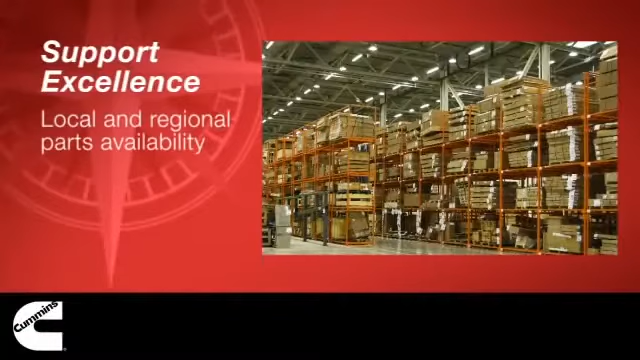 Support
Excellence
Local and regional
parts availability
Cummins